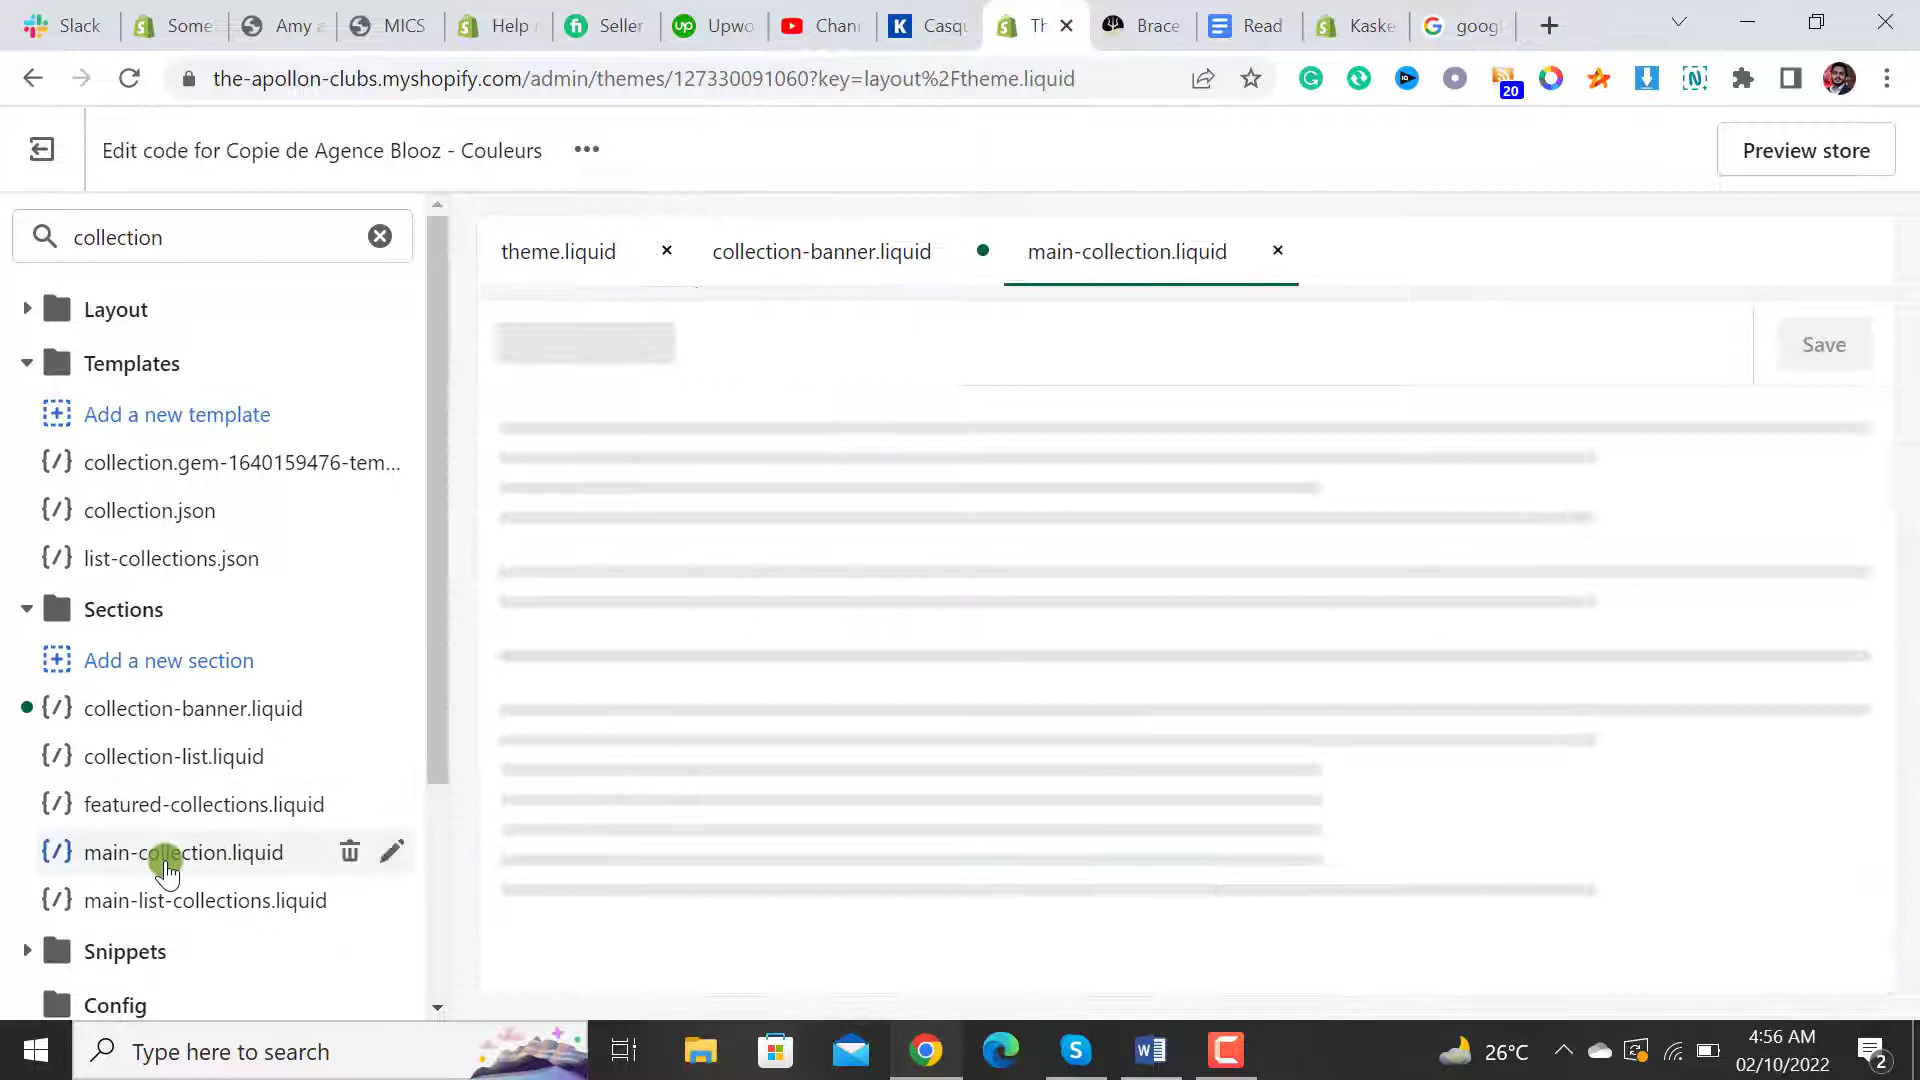 Slack
Some
Amy a
MICS
Help
Seller
Upwo
Chan
Casq
Th
Brace
Read
Kaske
goog
the-apollon-clubs.myshopify.com/admin/themes/127330091060?key=layout%2Ftheme.liquid
20
Edit code for Copie de Agence Blooz - Couleurs
Preview store
collection
theme.liquid
collection-banner.liquid
main-collection.liquid
Save
Layout
Templates
Add a new template
collection.gem-1640159476-tem...
collection.json
list-collections.json
Sections
Add a new section
collection-banner.liquid
collection-list.liquid
featured-collections.liquid
main-collection.liquid
main-list-collections.liquid
Snippets
Config
Type here to search
26°C
4:56 AM
02/10/2022
2